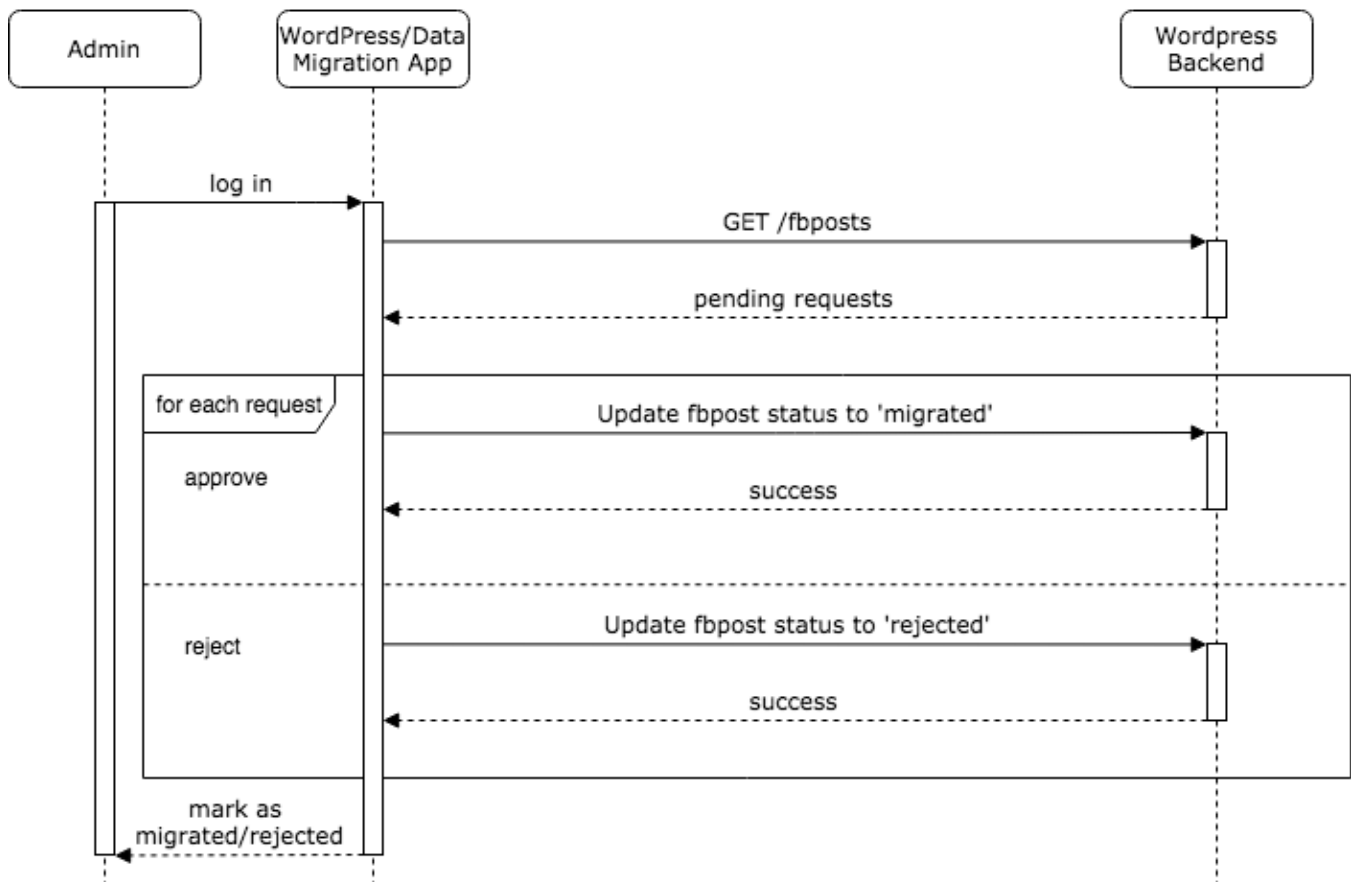 Admin
WordPress/Data
Migration App
Wordpress
Backend
log in
GET /fbposts
pending requests
for each request
Update fbpost status to 'migrated'
approve
success
Update fbpost status to 'rejected'
reject
success
mark as
migrated/rejected